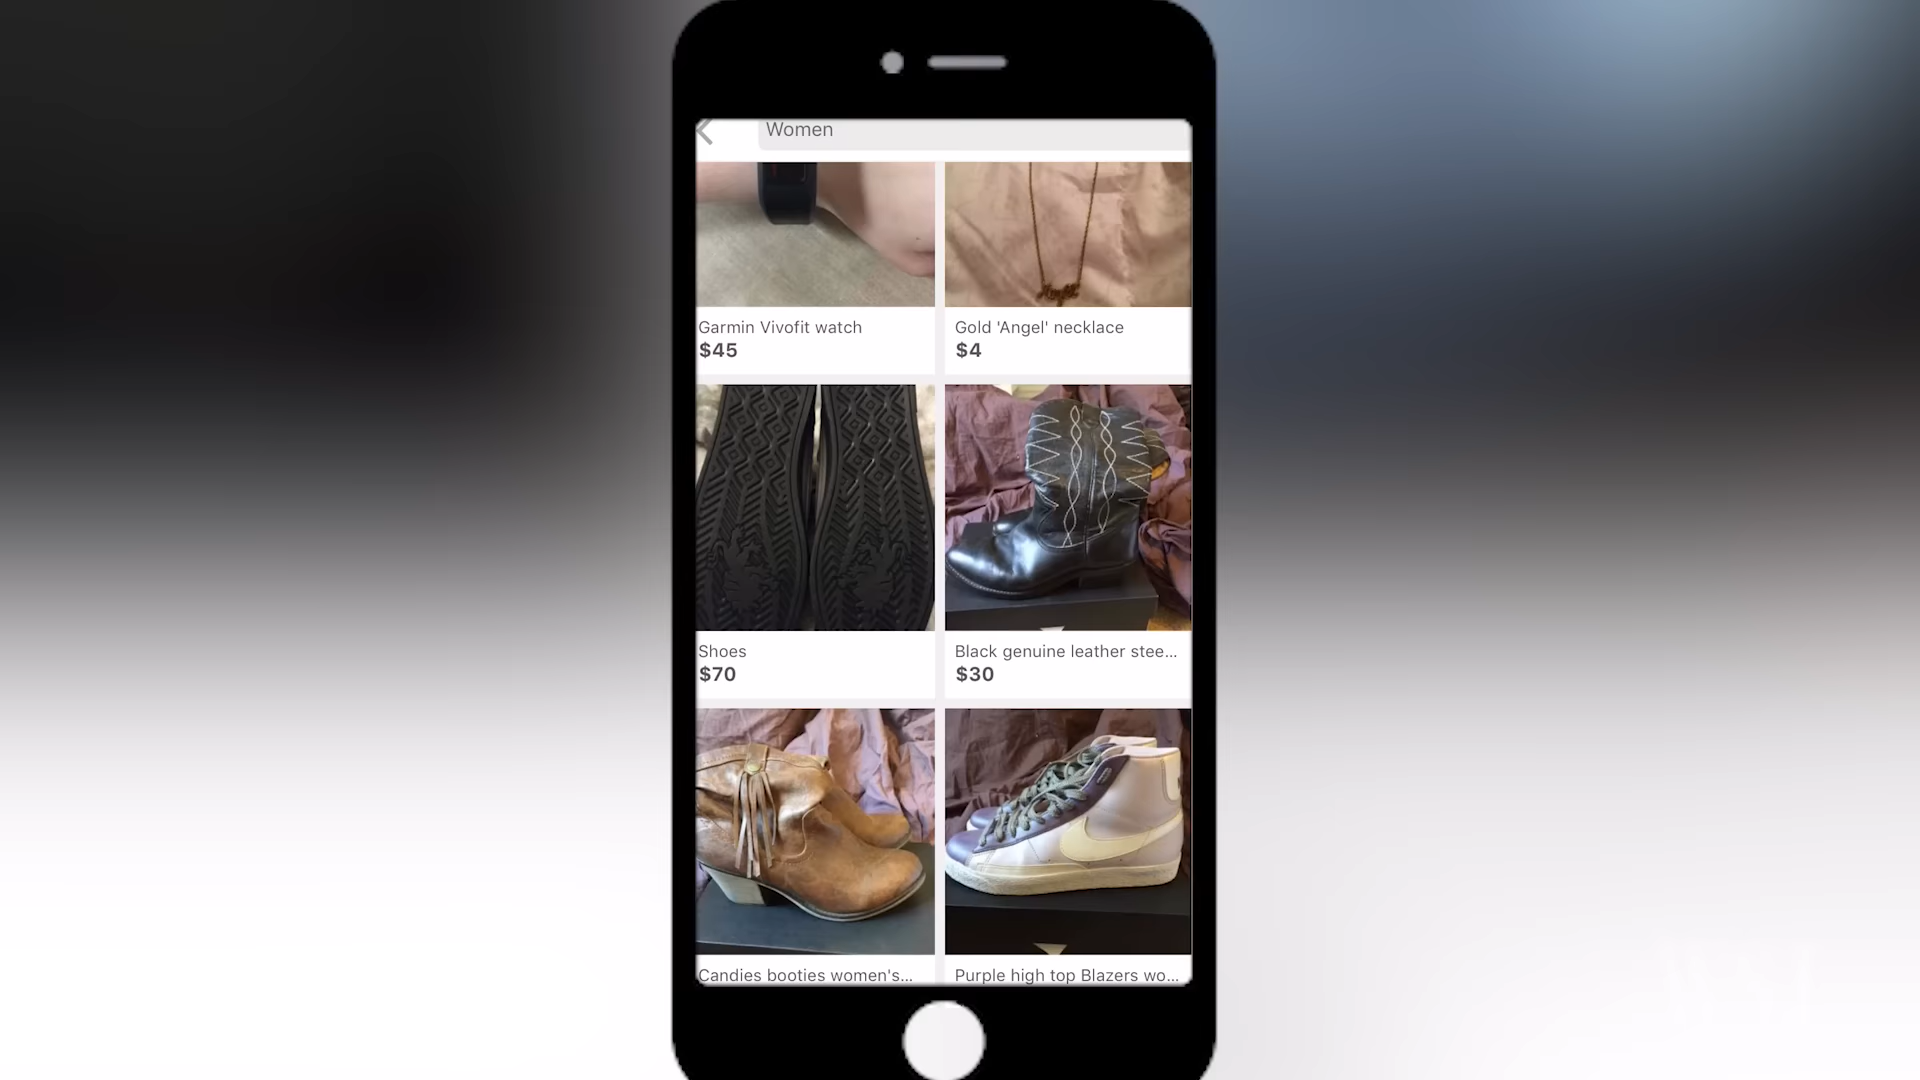 Women
Garmin Vivofit watch
$45
Gold 'Angel' necklace
$4
Shoes
$70
Black genuine leather stee...
$30
Candies booties women's...
Purple high top Blazers wo...